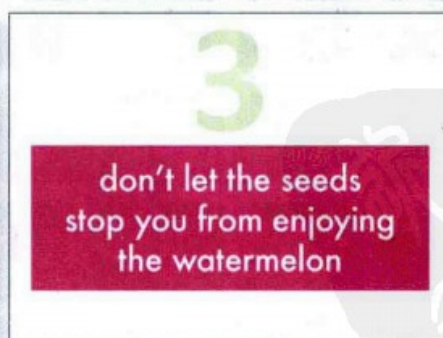 3
don't let the seeds
stop you from enjoying
the watermelon